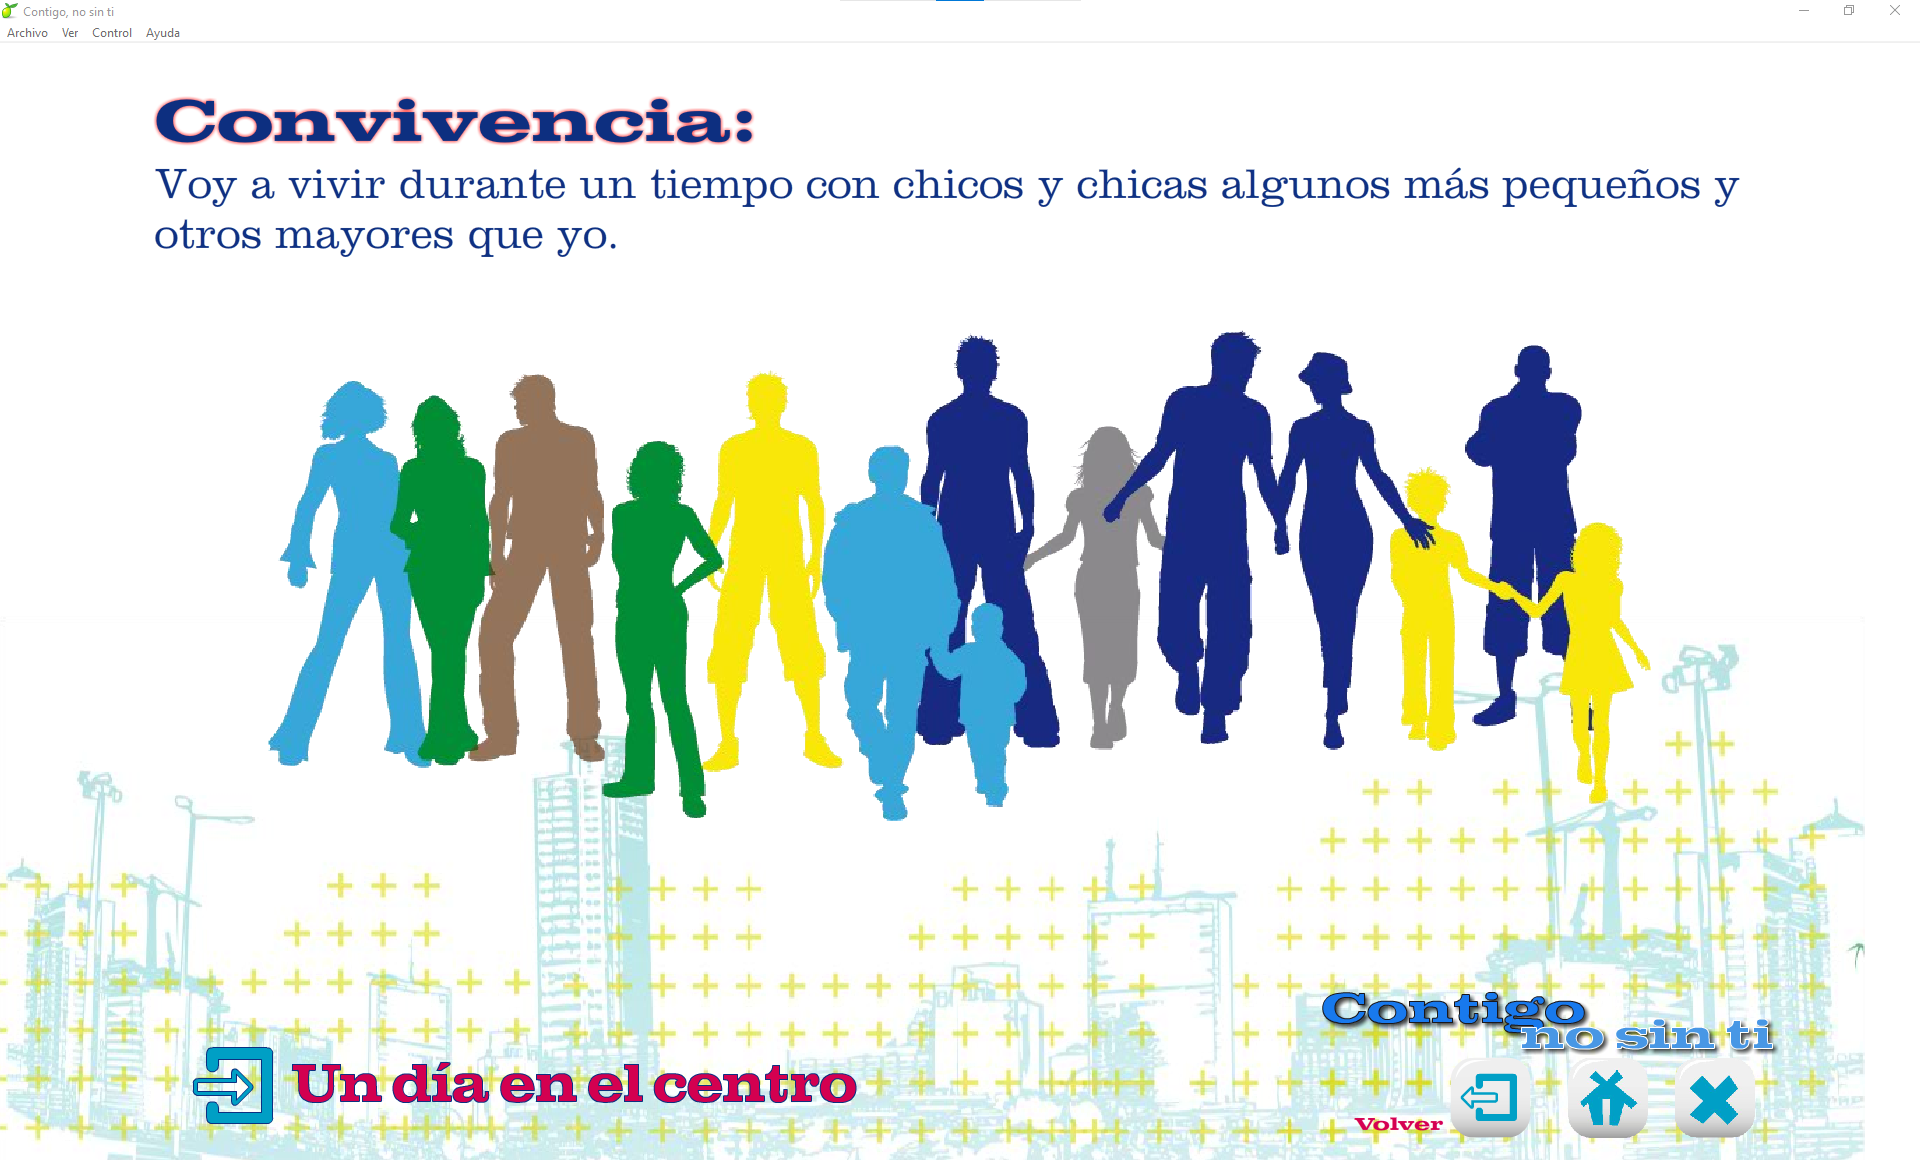 Contigo, no sin ti
Archivo Ver Control Ayuda
Convivencia:
Voy a vivir durante un tiempo con chicos y chicas algunos más pequeños y
otros mayores que yo.
Contigo
no sin ti
Un día en el centro
Volver